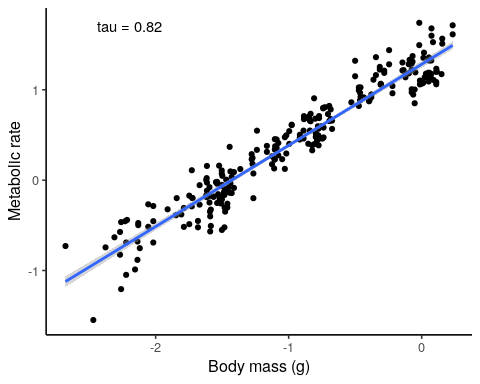 tau = 0.82
Metabolic rate
1
0
-1
-2
-1
0
Body mass (g)